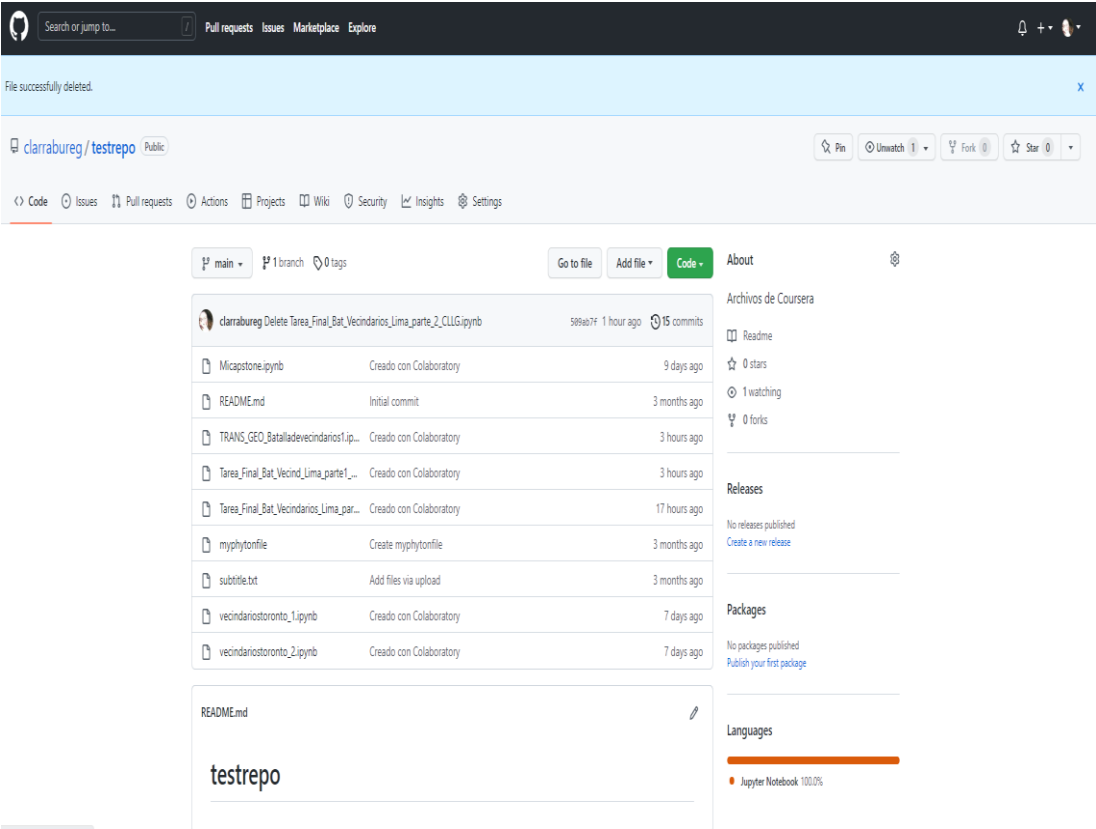 Search or jump to... / Pull requests Issues Marketplace Explore
File successfully deleted. x
clarrabureg / testrepo Public Pin Unwatch 1 Fork 0 Star 0
<> Code Issues Pull requests Actions Projects Wiki Security Insights Settings
main 1 branch 0 tags Go to file Add file Code
clarrabureg Delete Tarea_Final_Bat_Vecindarios_Lima_parte_2_CLLG.ipynb 509ab7f 1 hour ago 15 commits
Micapstone.ipynb Creado con Colaboratory 9 days ago
README.md Initial commit 3 months ago
TRANS_GEO_Batalladevecindarios1.ip... Creado con Colaboratory 3 hours ago
Tarea_Final_Bat_Vecind_Lima_parte1_... Creado con Colaboratory 3 hours ago
Tarea_Final_Bat_Vecindarios_Lima_par... Creado con Colaboratory 17 hours ago
myphytonfile Create myphytonfile 3 months ago
subtitle.txt Add files via upload 3 months ago
vecindariostoronto_1.ipynb Creado con Colaboratory 7 days ago
vecindariostoronto_2.ipynb Creado con Colaboratory 7 days ago
README.md
testrepo
About
Archivos de Coursera
Readme
0 stars
1 watching
0 forks
Releases
No releases published
Create a new release
Packages
No packages published
Publish your first package
Languages
Jupyter Notebook 100.0%